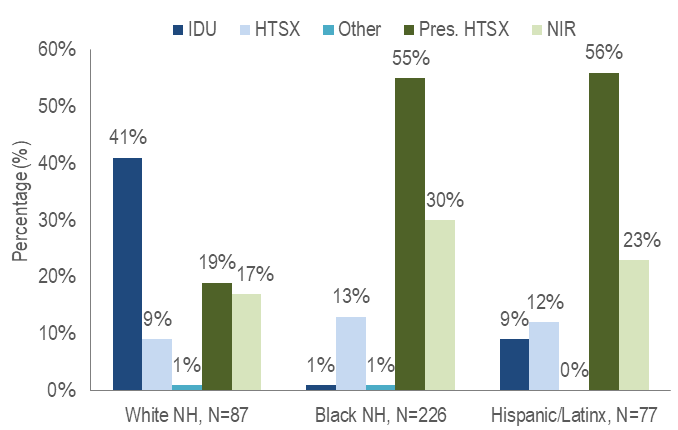 IDU HTSX Other Pres. HTSX NIR
Percentage (%)
60%
50%
40%
30%
20%
10%
0%
41% 9% 1% 19% 17%
1% 13% 1% 55% 30%
9% 12% 0% 56% 23%
White NH, N=87 Black NH, N=226 Hispanic/Latinx, N=77